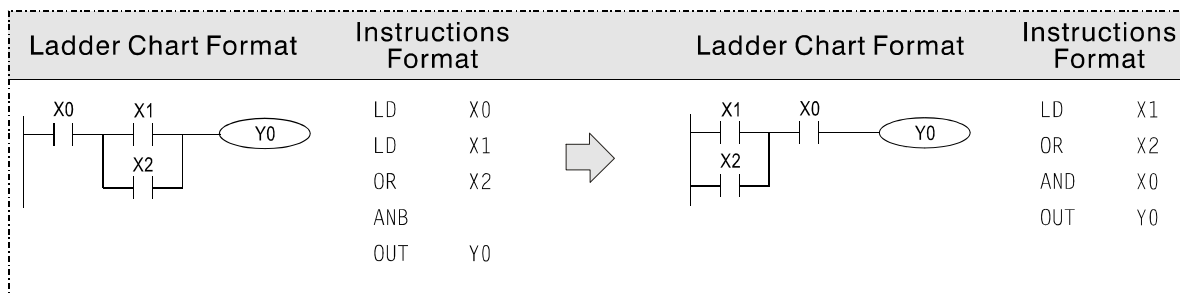 Ladder Chart Format
Instructions
Format
Ladder Chart Format
Instructions
Format
X0 X1
Y0
X2
LD X0
LD X1
OR X2
ANB
OUT Y0
X1 X0
Y0
X2
LD X1
OR X2
AND X0
OUT Y0